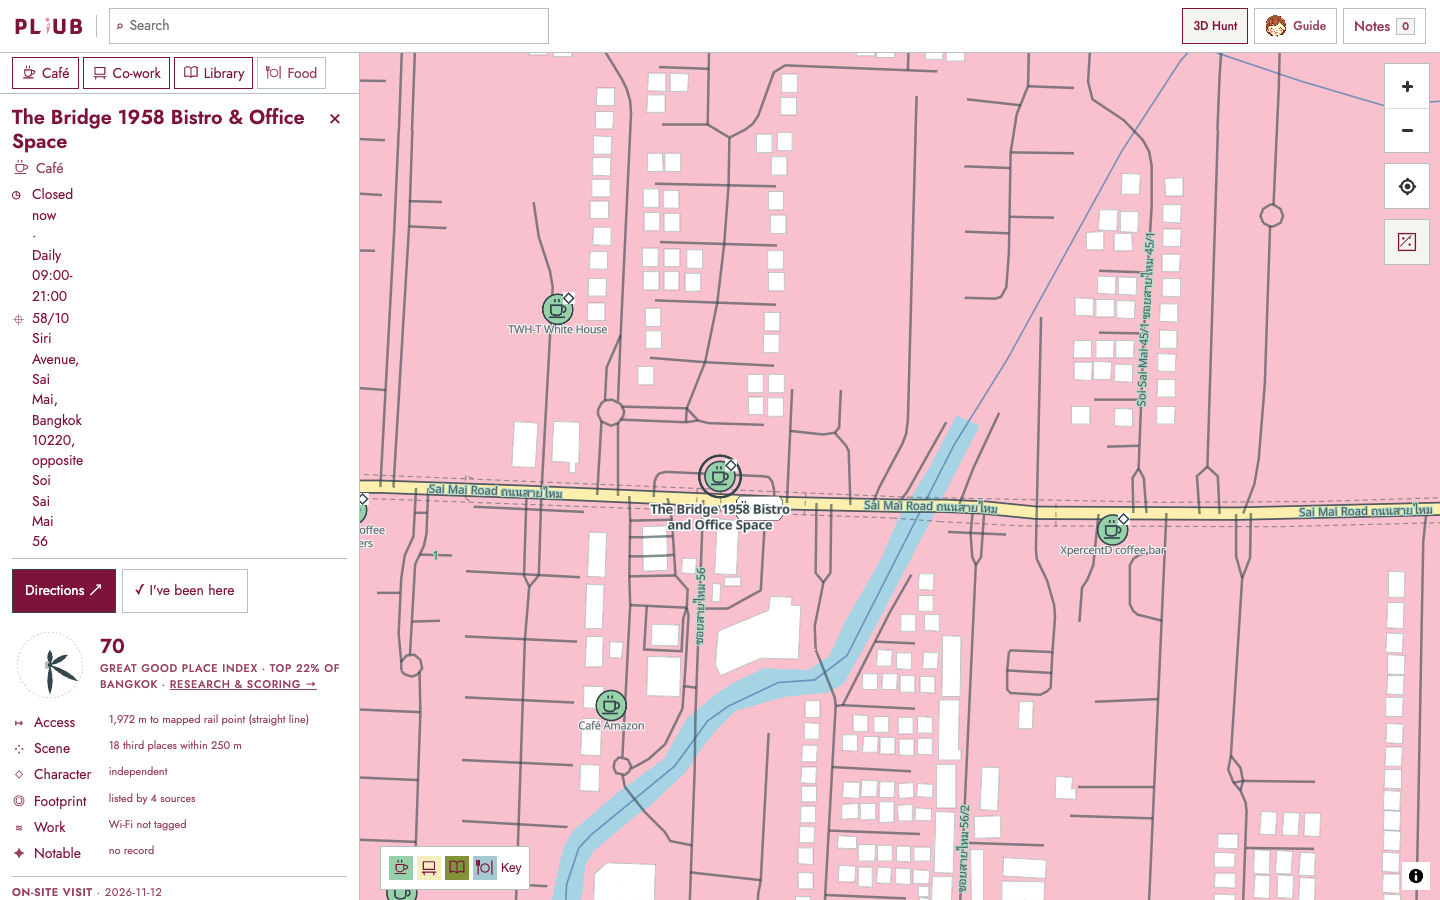 PLUB
Search
3D Hunt
Guide
Notes 0
Café
Co-work
Library
Food
The Bridge 1958 Bistro & Office
Space
Café
Closed
now
·
Daily
09:00-
21:00
58/10
Siri
Avenue,
Sai
Mai,
Bangkok
10220,
opposite
Soi
Sai
Mai
56
Directions ↗
✓ I've been here
70
GREAT GOOD PLACE INDEX · TOP 22% OF
BANGKOK · RESEARCH & SCORING →
Access 1,972 m to mapped rail point (straight line)
Scene 18 third places within 250 m
Character independent
Footprint listed by 4 sources
Work Wi-Fi not tagged
Notable no record
ON-SITE VISIT · 2026-11-12
TWH-T White House
Soi Sai Mai 45/1 ซอยสายไหม 45/1
Sai Mai Road ถนนสายไหม
The Bridge 1958 Bistro
and Office Space
Sai Mai Road ถนนสายไหม
Sai Mai Road ถนนสายไหม
XpercentD coffee,bar
offee
ers
1
ซอยสายไหม 56
Café Amazon
ซอยสายไหม 56/2
Key